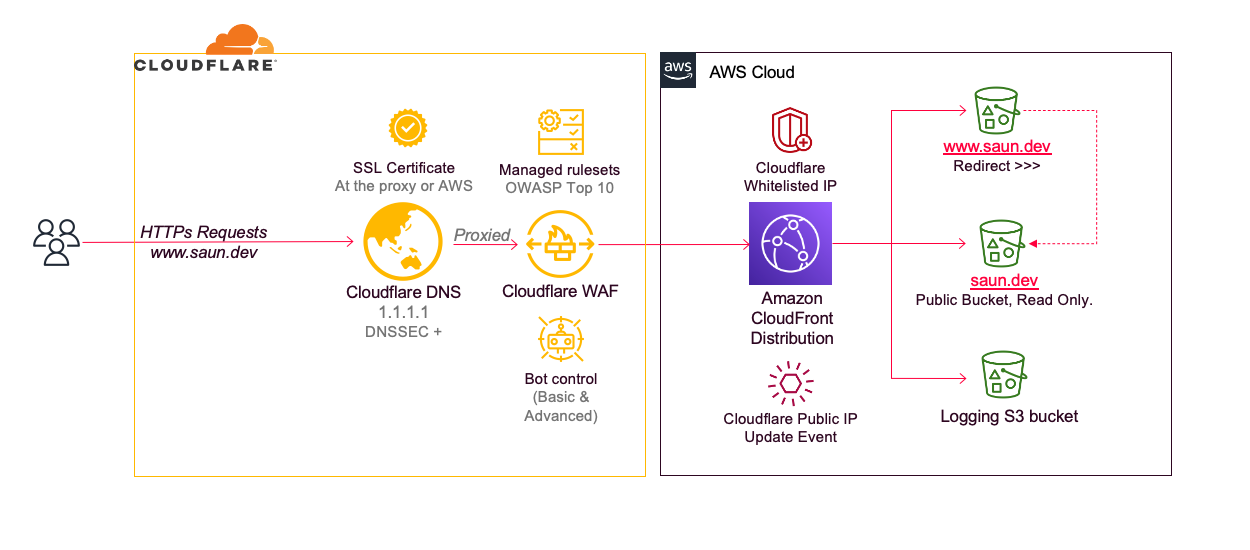 CLOUDFLARE
aws
AWS Cloud
SSL Certificate
At the proxy or AWS
Managed rulesets
OWASP Top 10
Cloudflare
Whitelisted IP
www.saun.dev
Redirect >>>
HTTPs Requests
www.saun.dev
Proxied
Cloudflare DNS
1.1.1.1
DNSSEC +
Cloudflare WAF
Amazon
CloudFront
Distribution
saun.dev
Public Bucket, Read Only.
Bot control
(Basic &
Advanced)
Cloudflare Public IP
Update Event
Logging S3 bucket